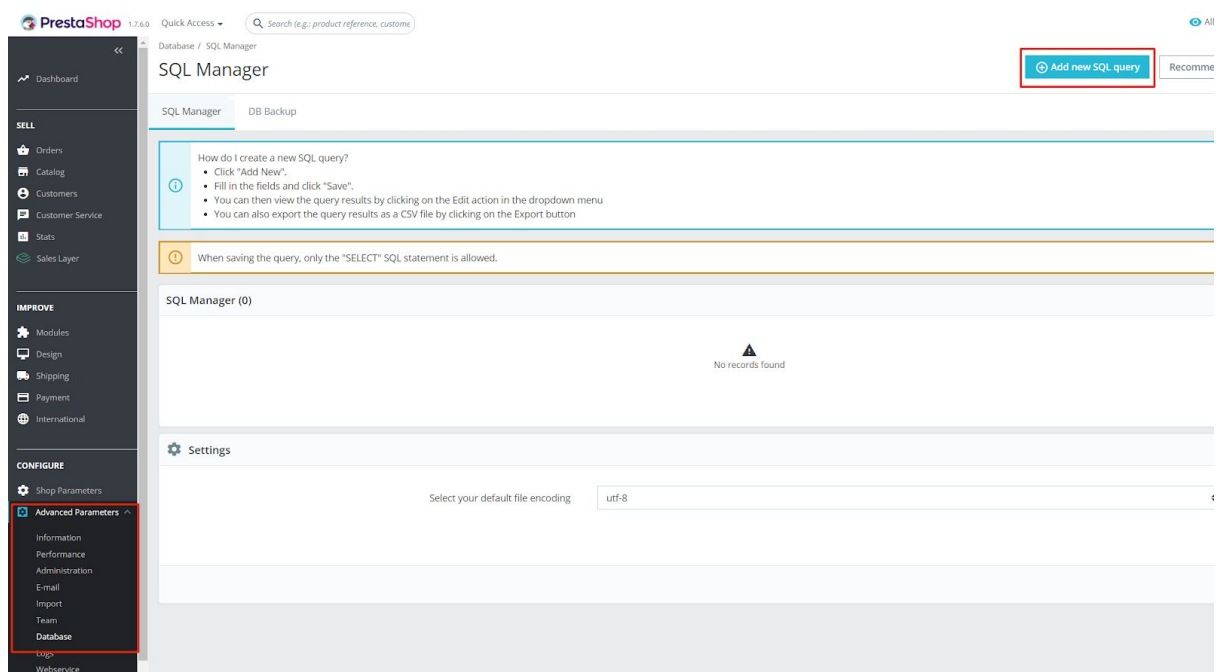 PrestaShop 1.7.6.0 Quick Access Search (e.g.: product reference, custome
Dashboard
SELL
Orders
Catalog
Customers
Customer Service
Stats
Sales Layer
IMPROVE
Modules
Design
Shipping
Payment
International
CONFIGURE
Shop Parameters
Advanced Parameters
Information
Performance
Administration
E-mail
Import
Team
Database
Logs
Webservice
Database / SQL Manager
SQL Manager
Add new SQL query
Recomme
SQL Manager DB Backup
How do I create a new SQL query?
• Click "Add New".
• Fill in the fields and click "Save".
• You can then view the query results by clicking on the Edit action in the dropdown menu
• You can also export the query results as a CSV file by clicking on the Export button
When saving the query, only the "SELECT" SQL statement is allowed.
SQL Manager (0)
No records found
Settings
Select your default file encoding utf-8